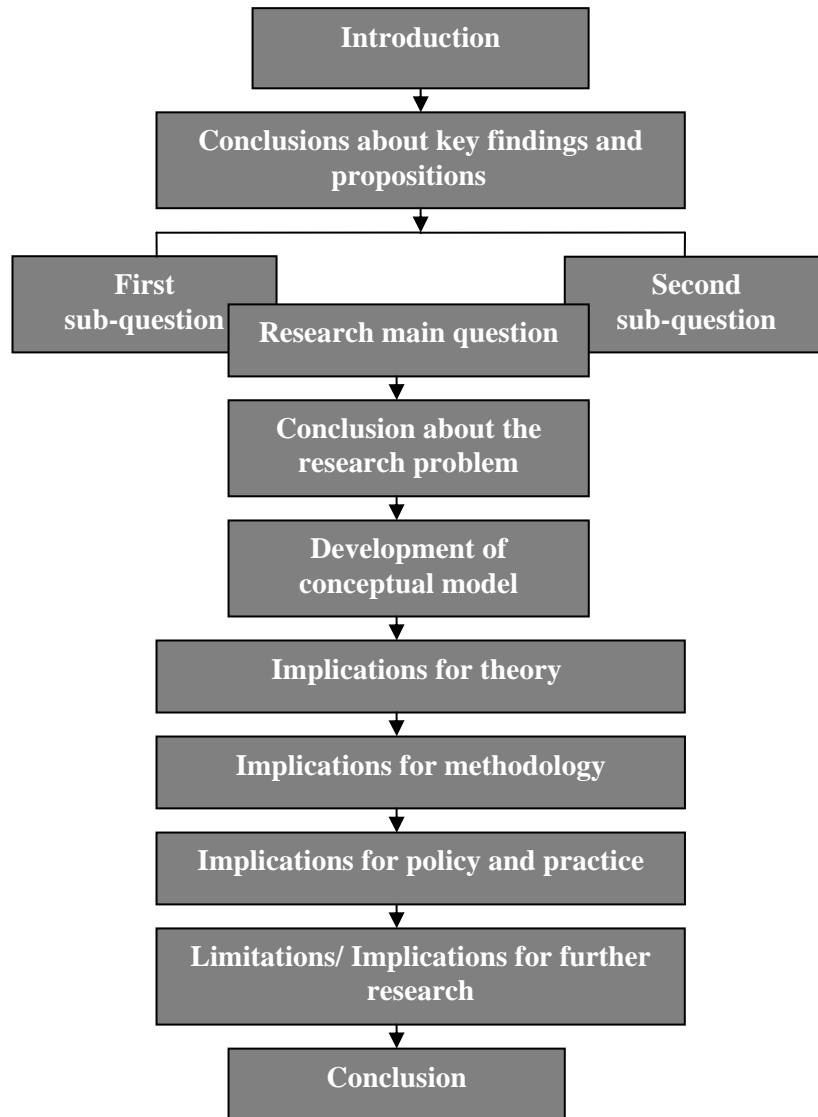 Introduction
Conclusions about key findings and
propositions
First
sub-question
Second
sub-question
Research main question
Conclusion about the
research problem
Development of
conceptual model
Implications for theory
Implications for methodology
Implications for policy and practice
Limitations/ Implications for further
research
Conclusion